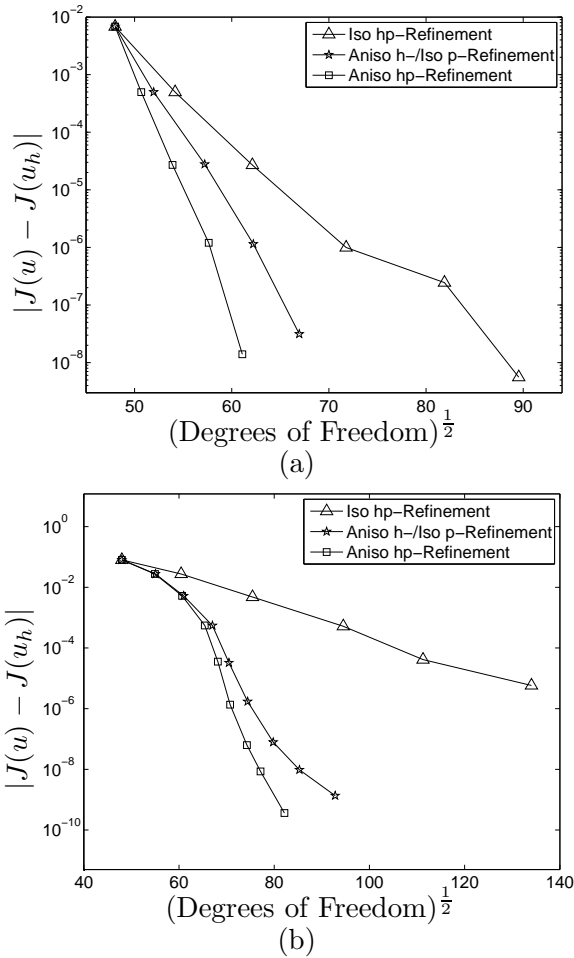 10^{-2}
10^{-3}
10^{-4}
10^{-5}
10^{-6}
10^{-7}
10^{-8}
|J(u) − J(u_h)|
Iso hp−Refinement
Aniso h−/Iso p−Refinement
Aniso hp−Refinement
50 60 70 80 90
(Degrees of Freedom)^{1/2}
(a)
10^{0}
10^{-2}
10^{-4}
10^{-6}
10^{-8}
10^{-10}
|J(u) − J(u_h)|
Iso hp−Refinement
Aniso h−/Iso p−Refinement
Aniso hp−Refinement
40 60 80 100 120 140
(Degrees of Freedom)^{1/2}
(b)